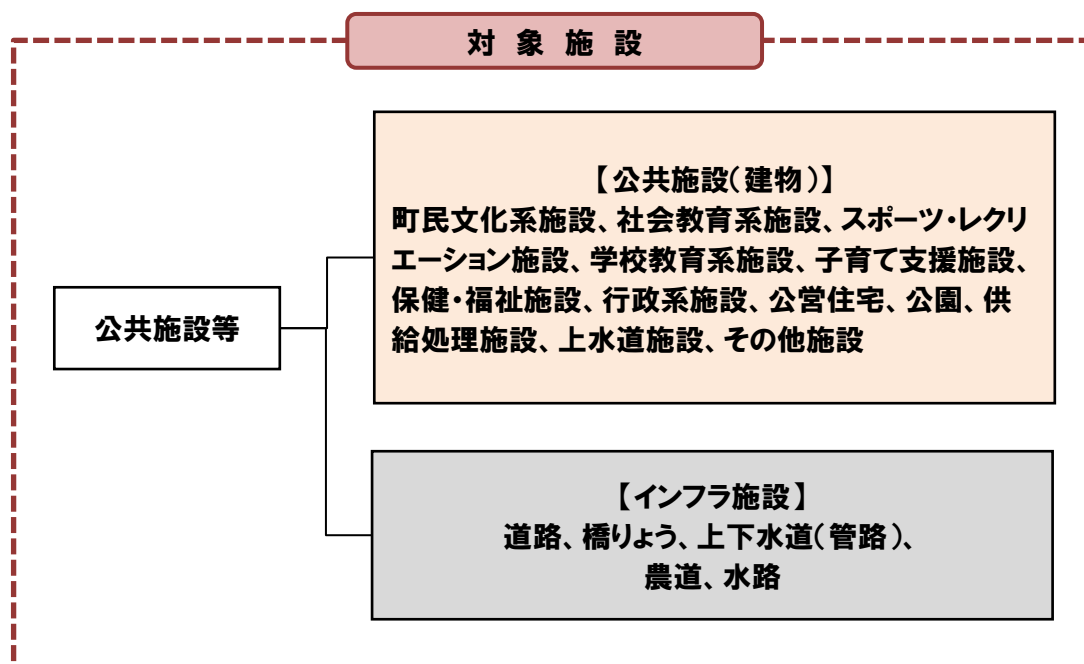 対象施設
【公共施設(建物)】
町民文化系施設、社会教育系施設、スポーツ・レクリ
エーション施設、学校教育系施設、子育て支援施設、
保健・福祉施設、行政系施設、公営住宅、公園、供
給処理施設、上水道施設、その他施設
公共施設等
【インフラ施設】
道路、橋りょう、上下水道(管路)、
農道、水路